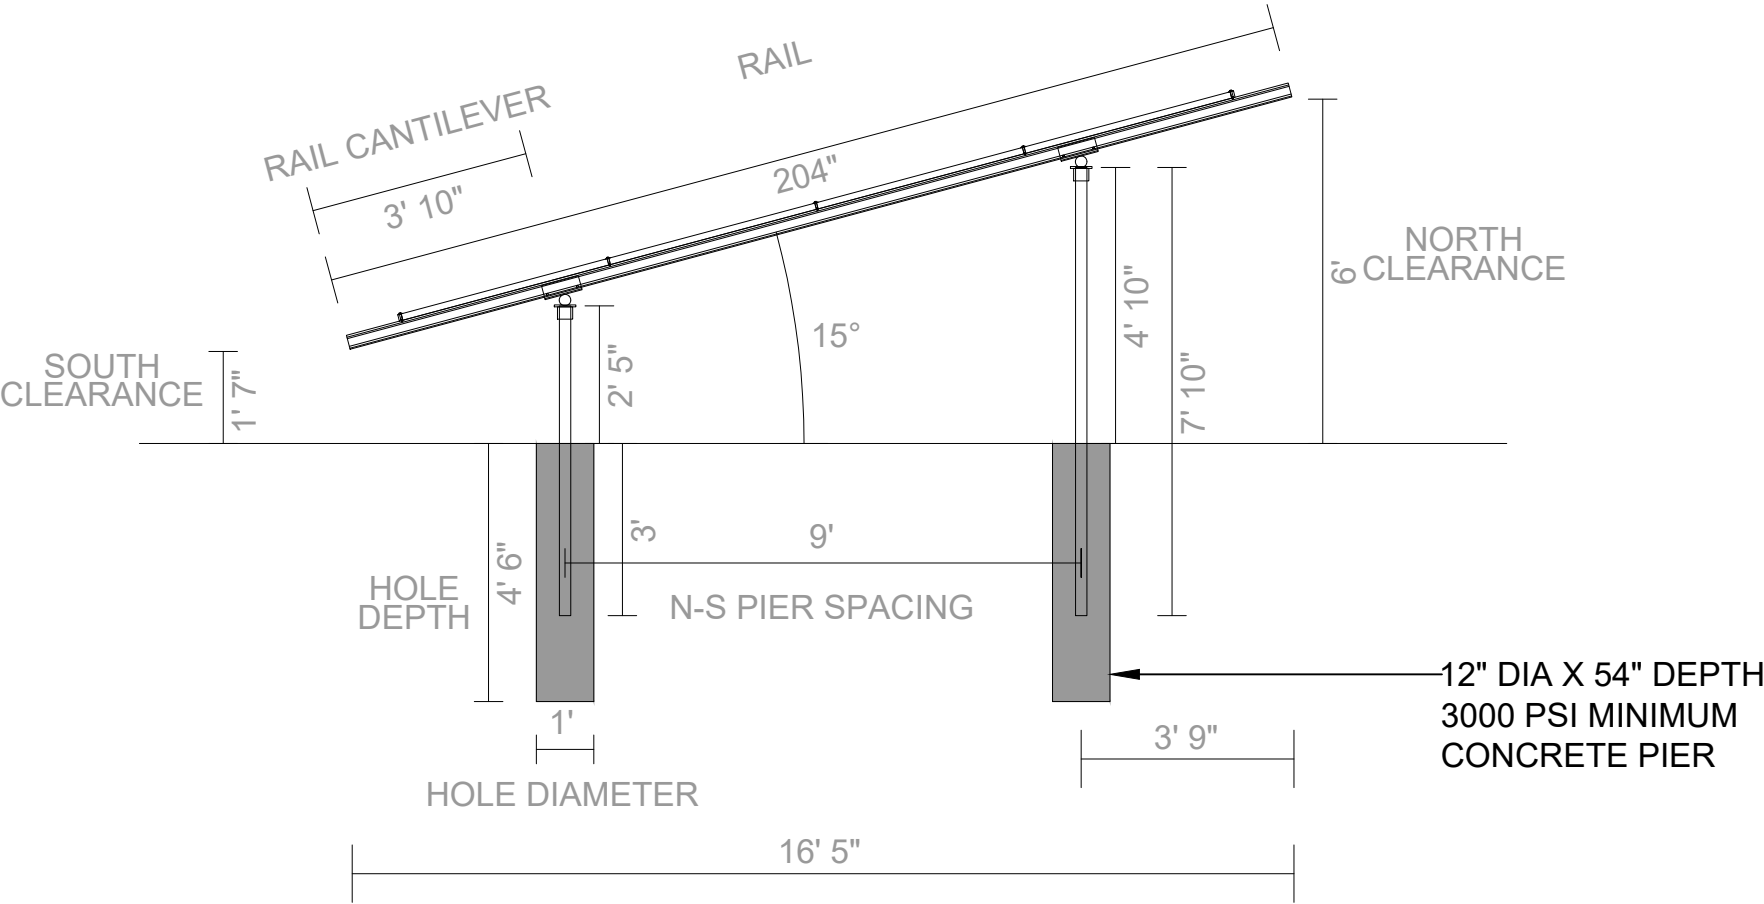 RAIL
RAIL CANTILEVER
204"
3' 10"
NORTH
CLEARANCE
6'
4' 10"
15°
SOUTH
CLEARANCE
1' 7"
2' 5"
7' 10"
3'
9'
4' 6"
HOLE
DEPTH
N-S PIER SPACING
12" DIA X 54" DEPTH
3000 PSI MINIMUM
CONCRETE PIER
1'
3' 9"
HOLE DIAMETER
16' 5"